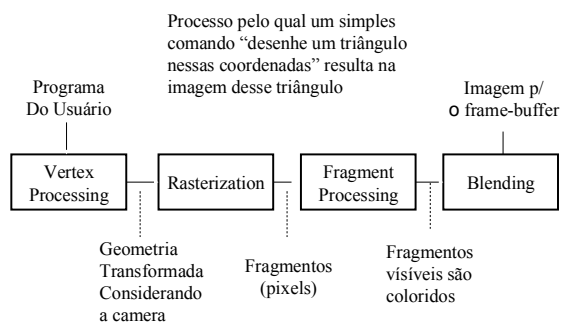 Processo pelo qual um simples
comando “desenhe um triângulo
nessas coordenadas” resulta na
imagem desse triângulo
Programa
Do Usuário
Imagem p/
o frame-buffer
Vertex
Processing
Rasterization
Fragment
Processing
Blending
Geometria
Transformada
Considerando
a camera
Fragmentos
(pixels)
Fragmentos
vísíveis são
coloridos